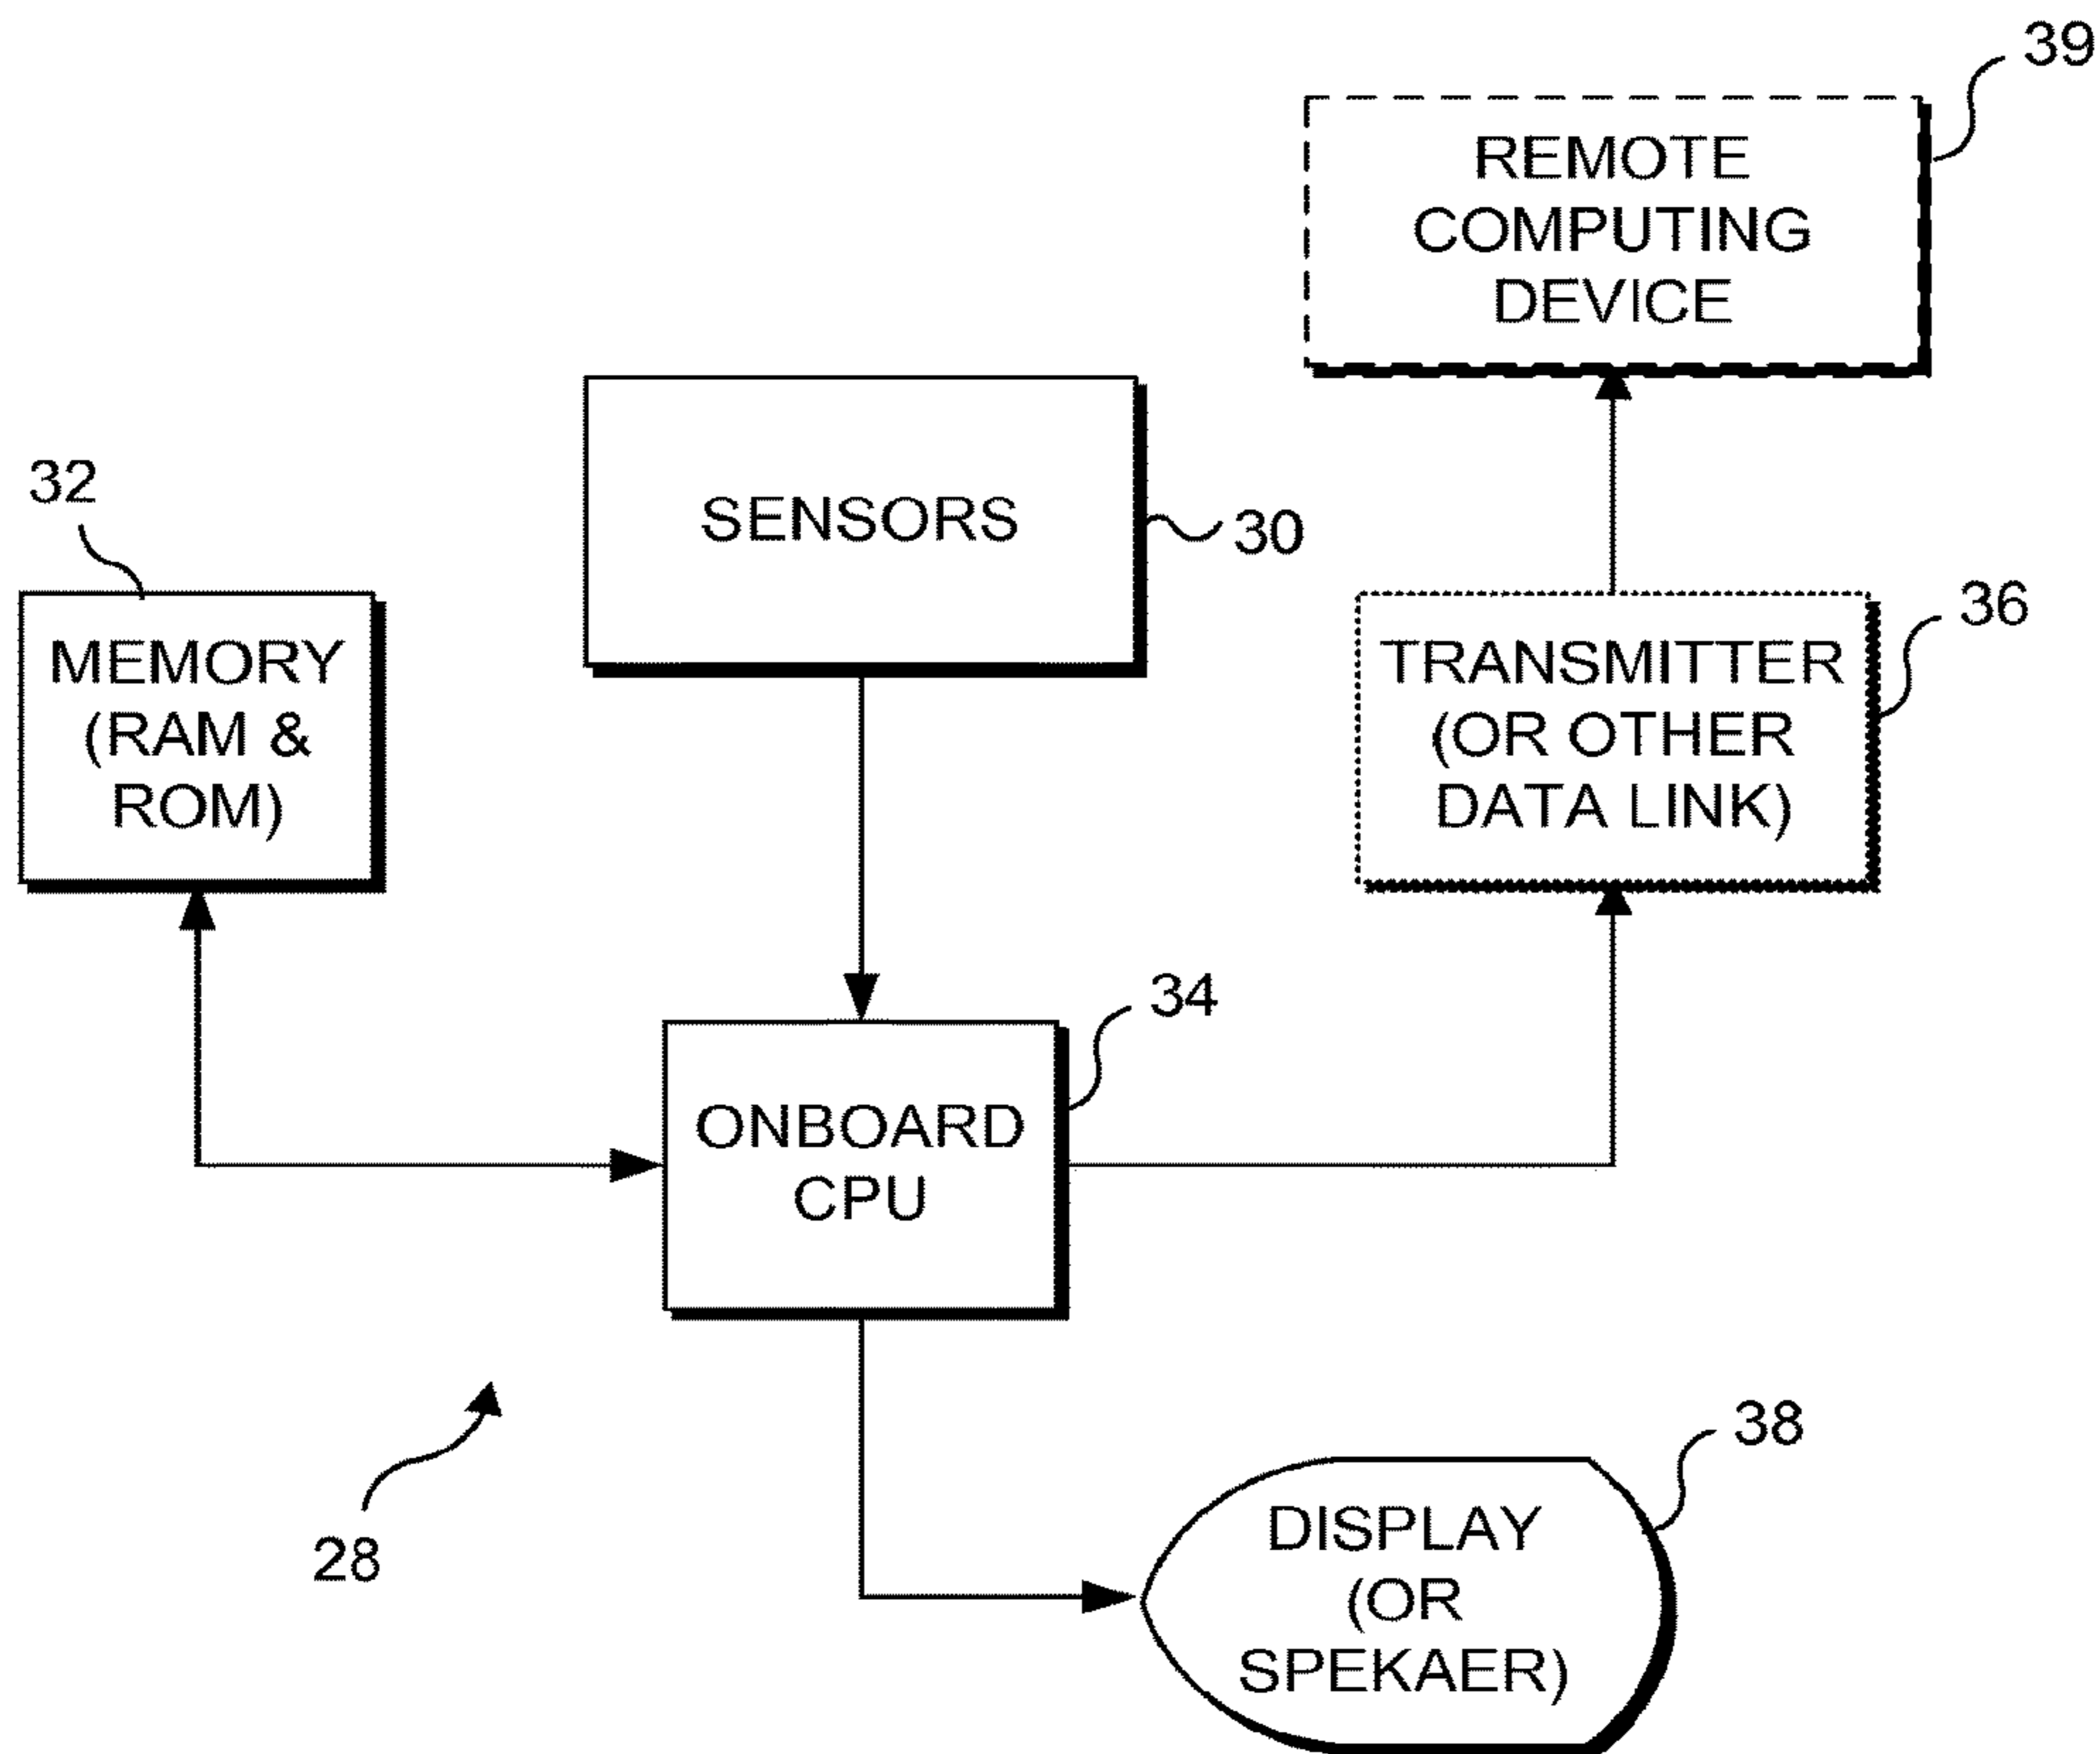 39
REMOTE
COMPUTING
DEVICE
32
SENSORS
30
36
MEMORY
(RAM &
ROM)
TRANSMITTER
(OR OTHER
DATA LINK)
34
ONBOARD
CPU
28
38
DISPLAY
(OR
SPEKAER)